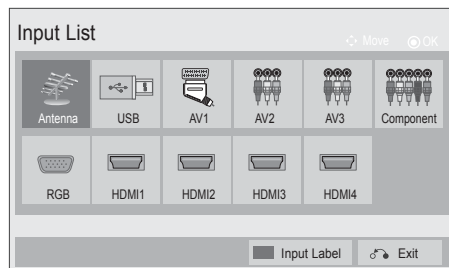 Input List
Move OK
Antenna USB AV1 AV2 AV3 Component
RGB HDMI1 HDMI2 HDMI3 HDMI4
Input Label Exit